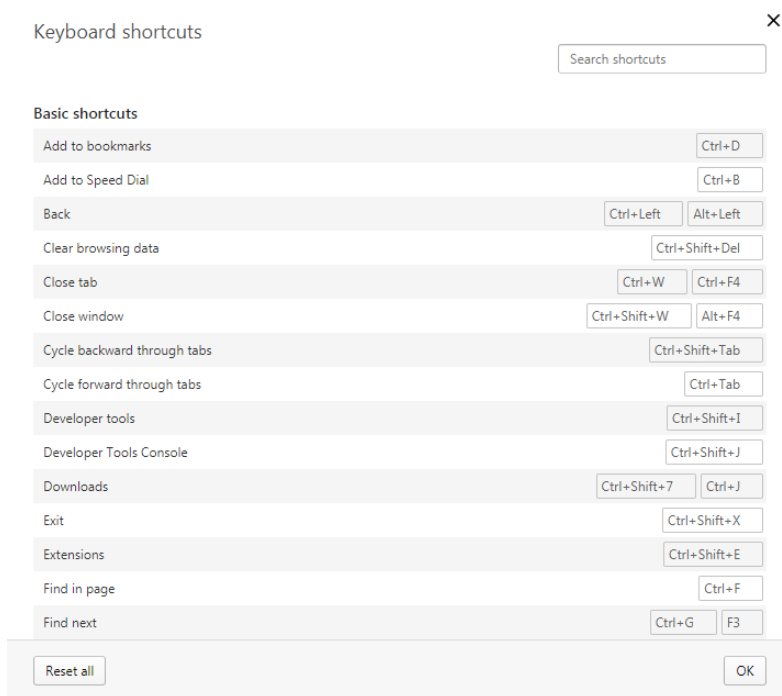 Keyboard shortcuts
Search shortcuts
Basic shortcuts
Add to bookmarks Ctrl+D
Add to Speed Dial Ctrl+B
Back Ctrl+Left Alt+Left
Clear browsing data Ctrl+Shift+Del
Close tab Ctrl+W Ctrl+F4
Close window Ctrl+Shift+W Alt+F4
Cycle backward through tabs Ctrl+Shift+Tab
Cycle forward through tabs Ctrl+Tab
Developer tools Ctrl+Shift+I
Developer Tools Console Ctrl+Shift+J
Downloads Ctrl+Shift+7 Ctrl+J
Exit Ctrl+Shift+X
Extensions Ctrl+Shift+E
Find in page Ctrl+F
Find next Ctrl+G F3
Reset all OK